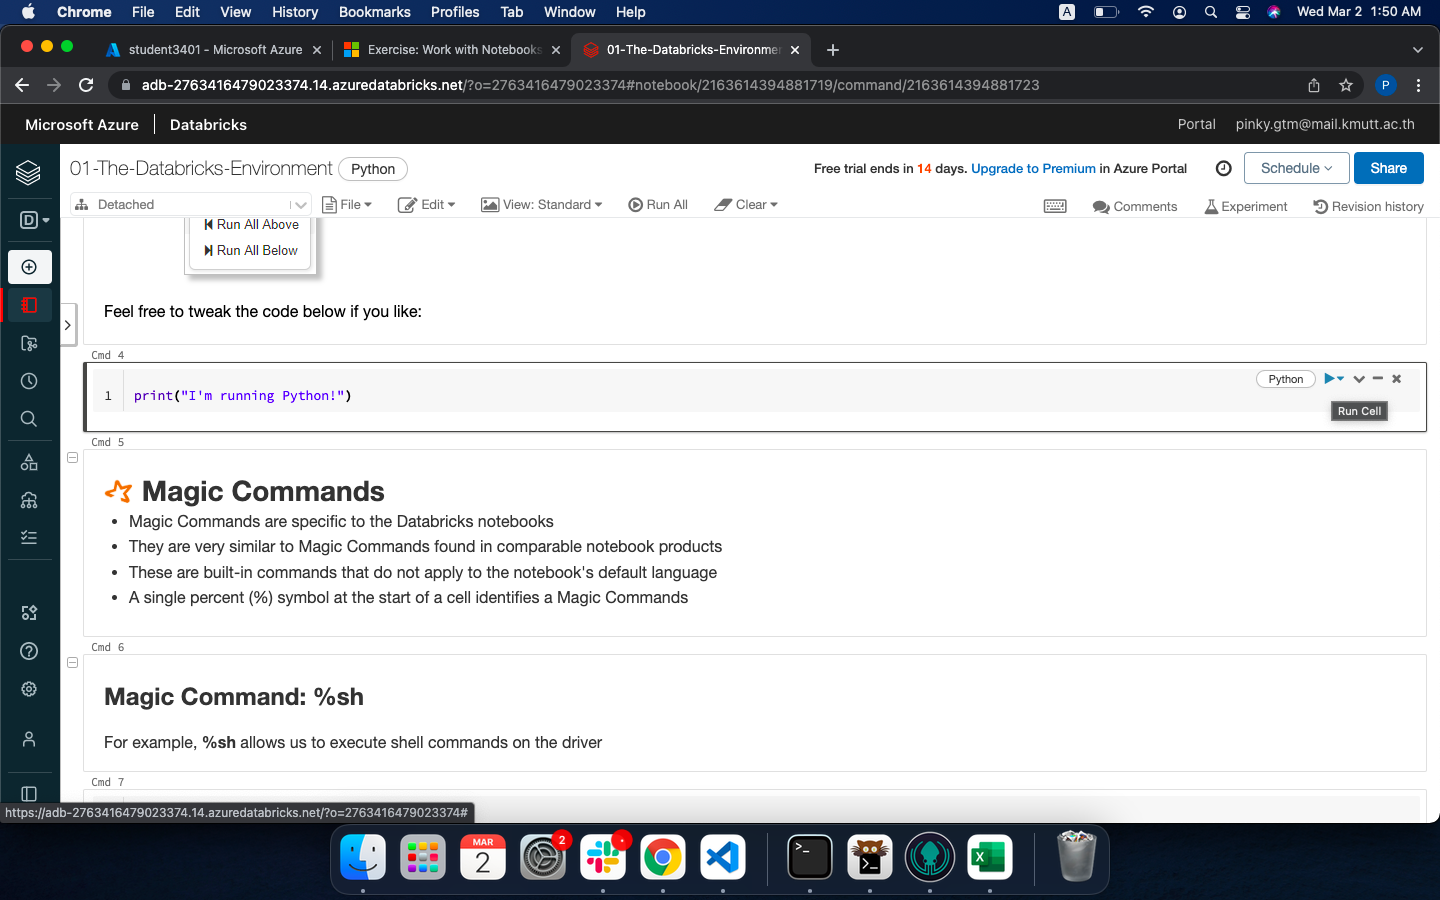 Chrome File Edit View History Bookmarks Profiles Tab Window Help A Wed Mar 2 1:50 AM
student3401 - Microsoft Azure Exercise: Work with Notebooks 01-The-Databricks-Environmer
adb-2763416479023374.14.azuredatabricks.net/?o=2763416479023374#notebook/2163614394881719/command/2163614394881723 P
Microsoft Azure Databricks Portal pinky.gtm@mail.kmutt.ac.th
01-The-Databricks-Environment Python Free trial ends in 14 days. Upgrade to Premium in Azure Portal Schedule Share
D Detached File Edit View: Standard Run All Clear Comments Experiment Revision history
Run All Above
Run All Below
Feel free to tweak the code below if you like:
Cmd 4
Python
1 print("I'm running Python!")
Run Cell
Cmd 5
Magic Commands
• Magic Commands are specific to the Databricks notebooks
• They are very similar to Magic Commands found in comparable notebook products
• These are built-in commands that do not apply to the notebook's default language
• A single percent (%) symbol at the start of a cell identifies a Magic Commands
Cmd 6
Magic Command: %sh
For example, %sh allows us to execute shell commands on the driver
Cmd 7
https://adb-2763416479023374.14.azuredatabricks.net/?o=2763416479023374#
MAR
2
2